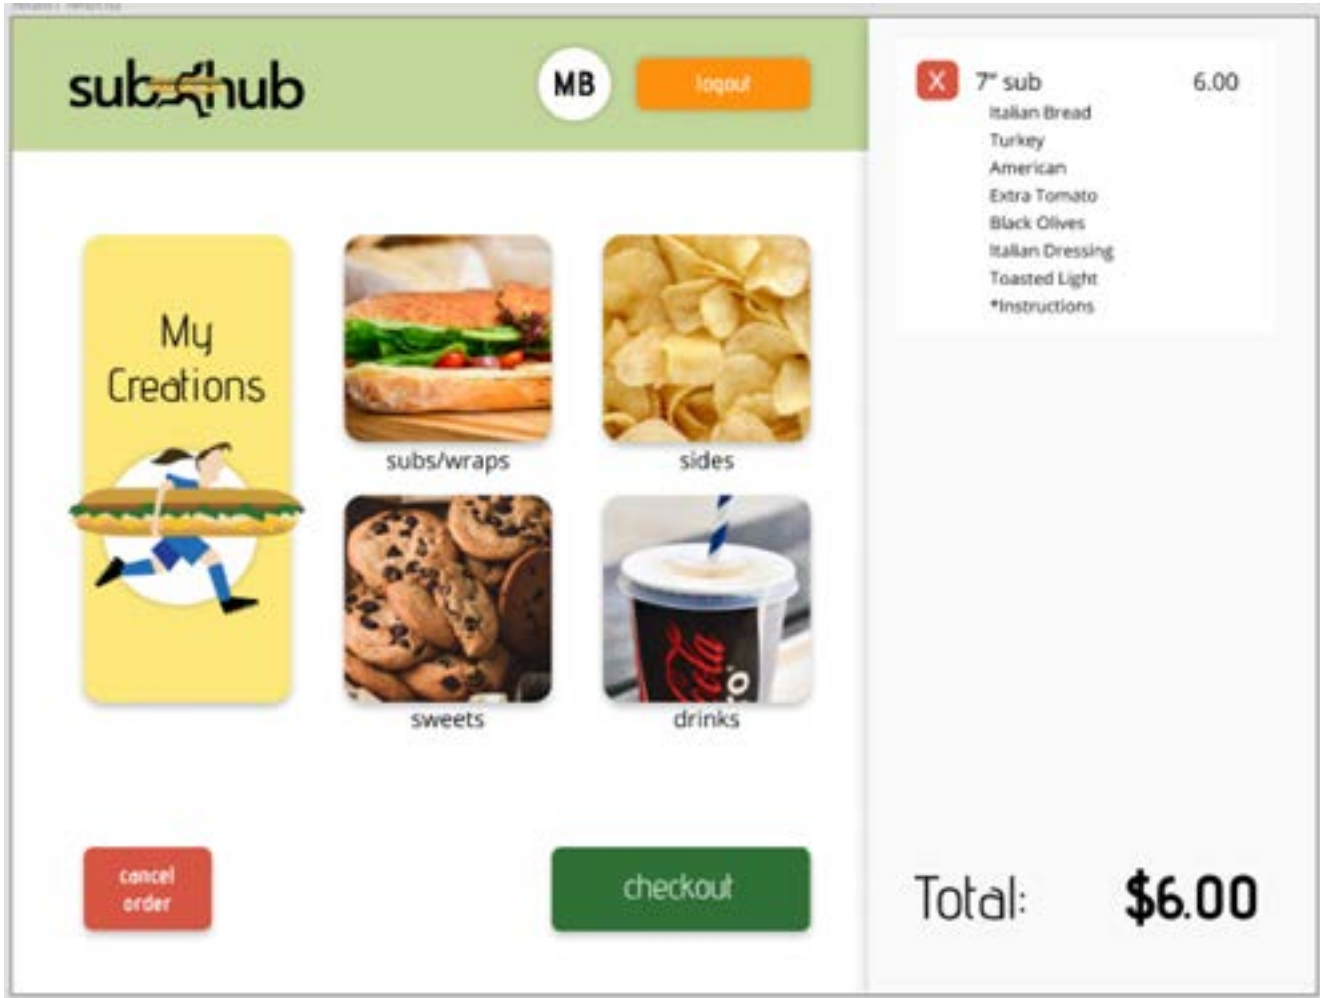 subhub
MB
logout
My
Creations
subs/wraps
sides
sweets
drinks
cancel
order
checkout
X 7" sub 6.00
Italian Bread
Turkey
American
Extra Tomato
Black Olives
Italian Dressing
Toasted Light
*Instructions
Total: $6.00